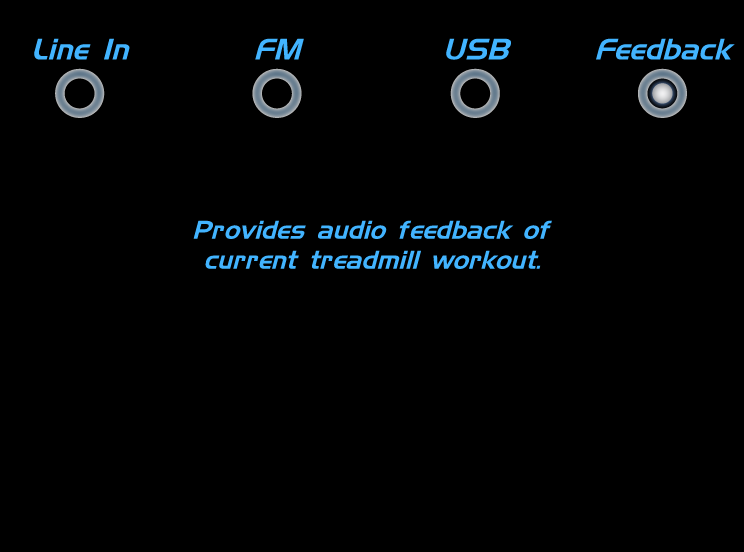 Line In
FM
USB
Feedback
Provides audio feedback of
current treadmill workout.